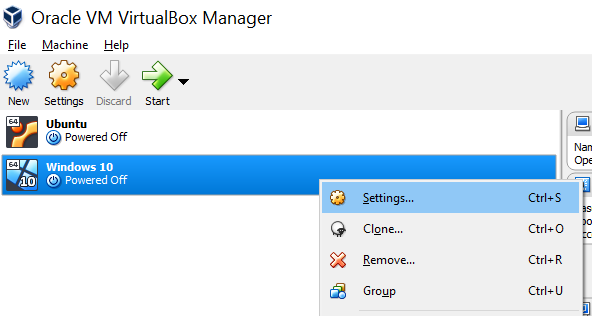 Oracle VM VirtualBox Manager
File Machine Help
New Settings Discard Start
64 Ubuntu
Powered Off
64 Windows 10
10 Powered Off
Settings... Ctrl+S
Clone... Ctrl+O
Remove... Ctrl+R
Group Ctrl+U
Nam
Ope